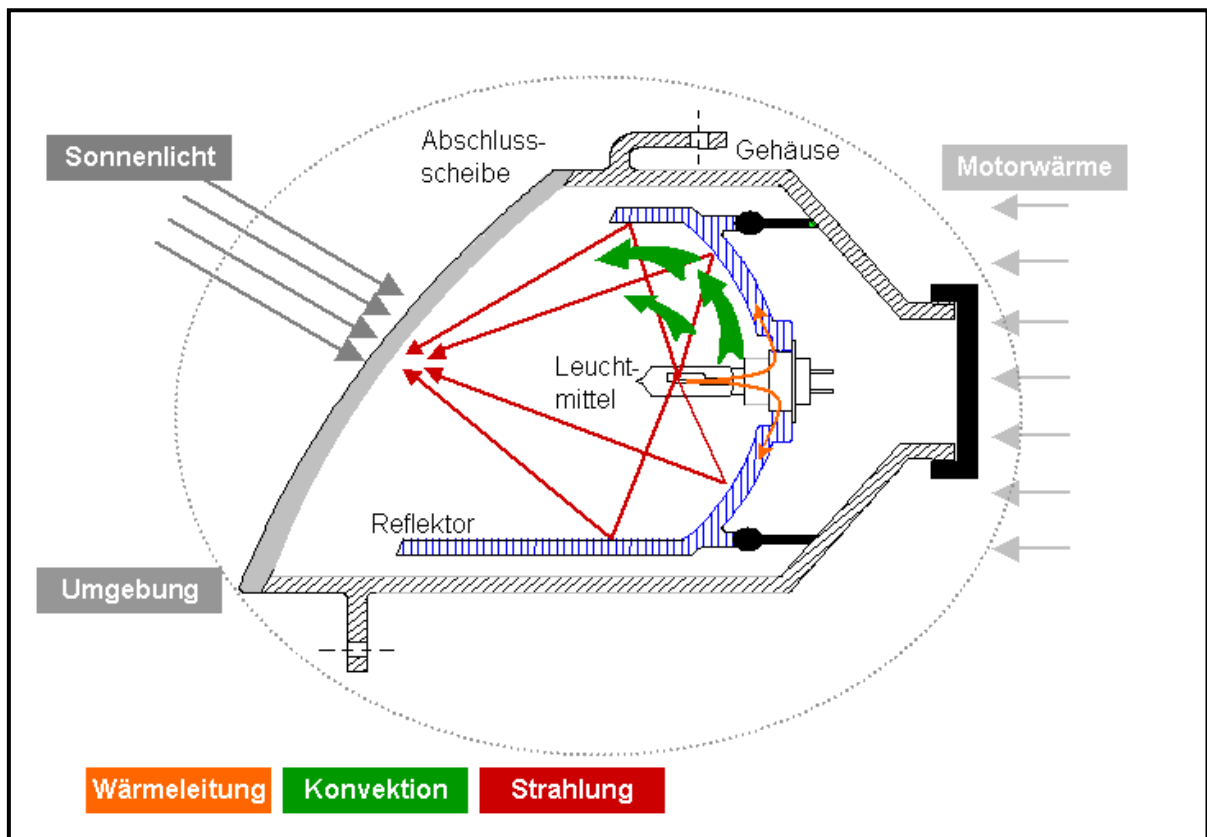 Sonnenlicht
Abschluss-
scheibe
Gehäuse
Motorwärme
Leucht-
mittel
Reflektor
Umgebung
Wärmeleitung
Konvektion
Strahlung